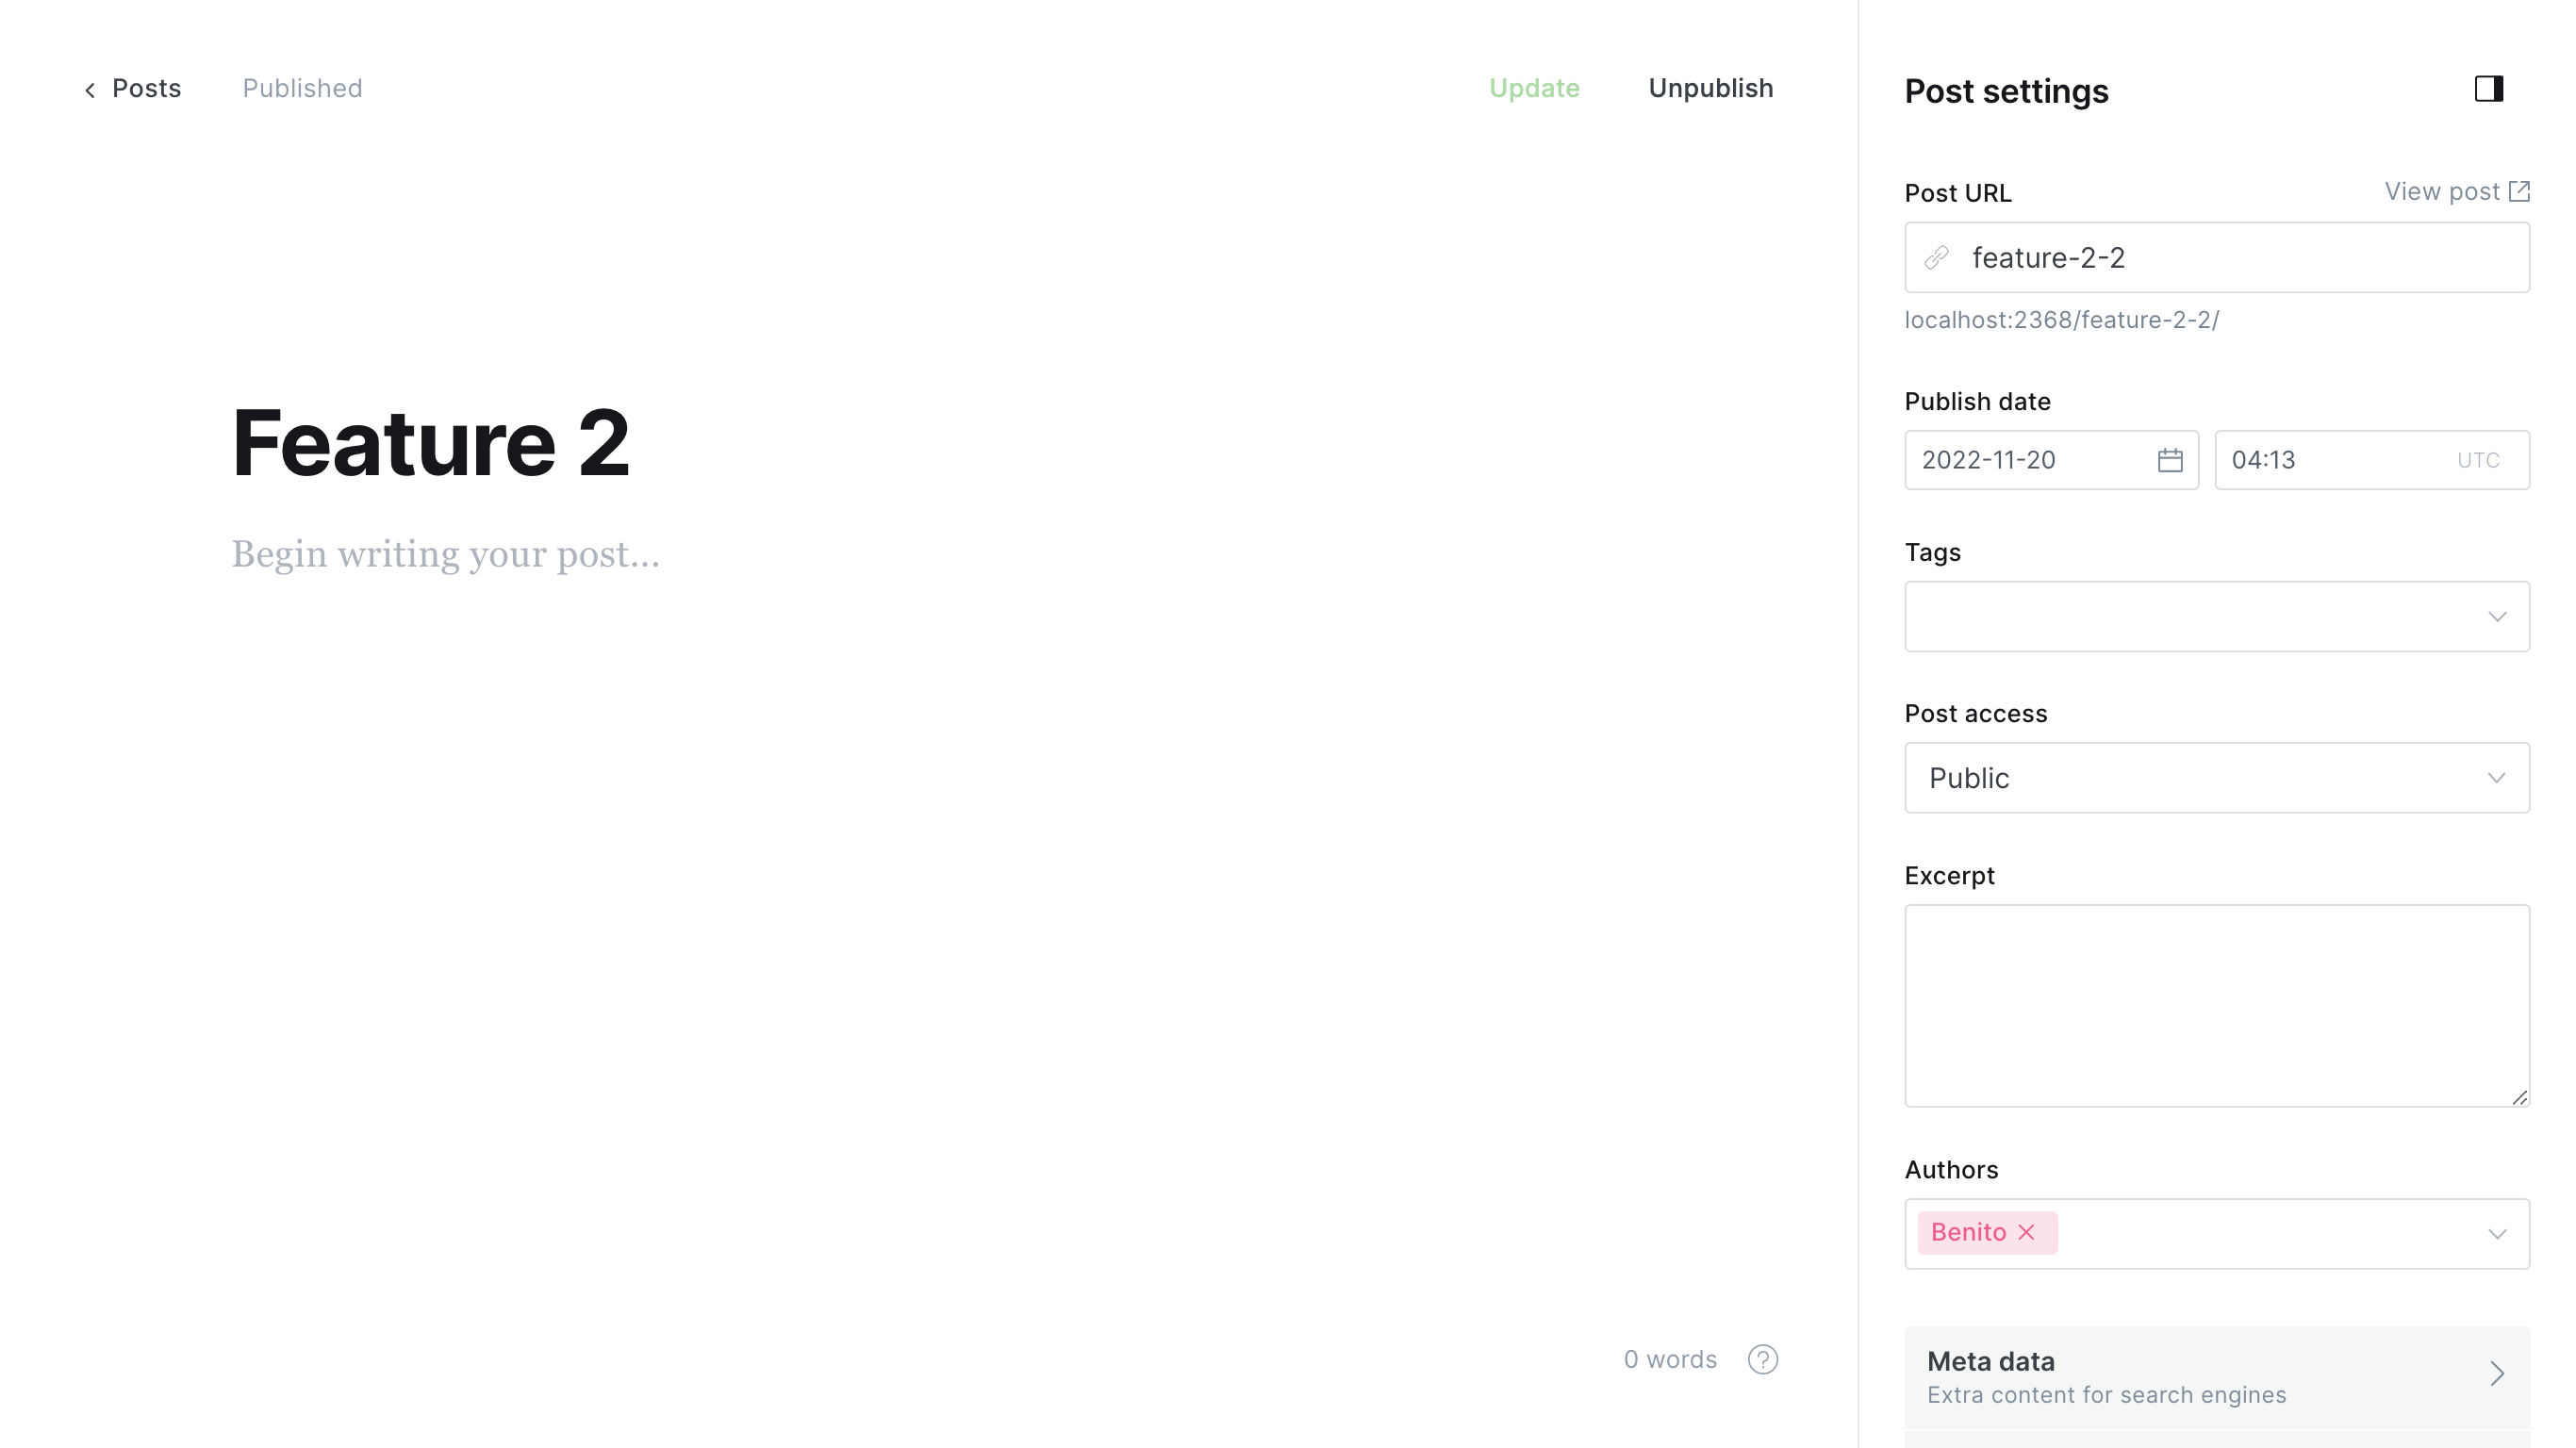 Posts
Published
Update
Unpublish
Feature 2
Begin writing your post...
0 words
?
Post settings
Post URL
View post
feature-2-2
localhost:2368/feature-2-2/
Publish date
2022-11-20
04:13
UTC
Tags
Post access
Public
Excerpt
Authors
Benito
Meta data
Extra content for search engines